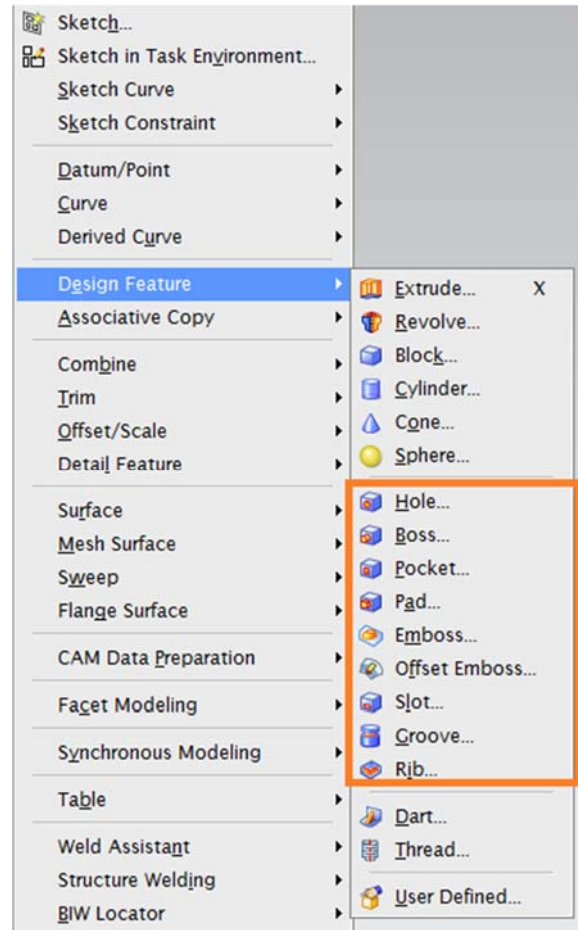 Sketch...
Sketch in Task Environment...
Sketch Curve
Sketch Constraint
Datum/Point
Curve
Derived Curve
Design Feature
Associative Copy
Combine
Trim
Offset/Scale
Detail Feature
Surface
Mesh Surface
Sweep
Flange Surface
CAM Data Preparation
Facet Modeling
Synchronous Modeling
Table
Weld Assistant
Structure Welding
BIW Locator
Extrude... X
Revolve...
Block...
Cylinder...
Cone...
Sphere...
Hole...
Boss...
Pocket...
Pad...
Emboss...
Offset Emboss...
Slot...
Groove...
Rib...
Dart...
Thread...
User Defined...